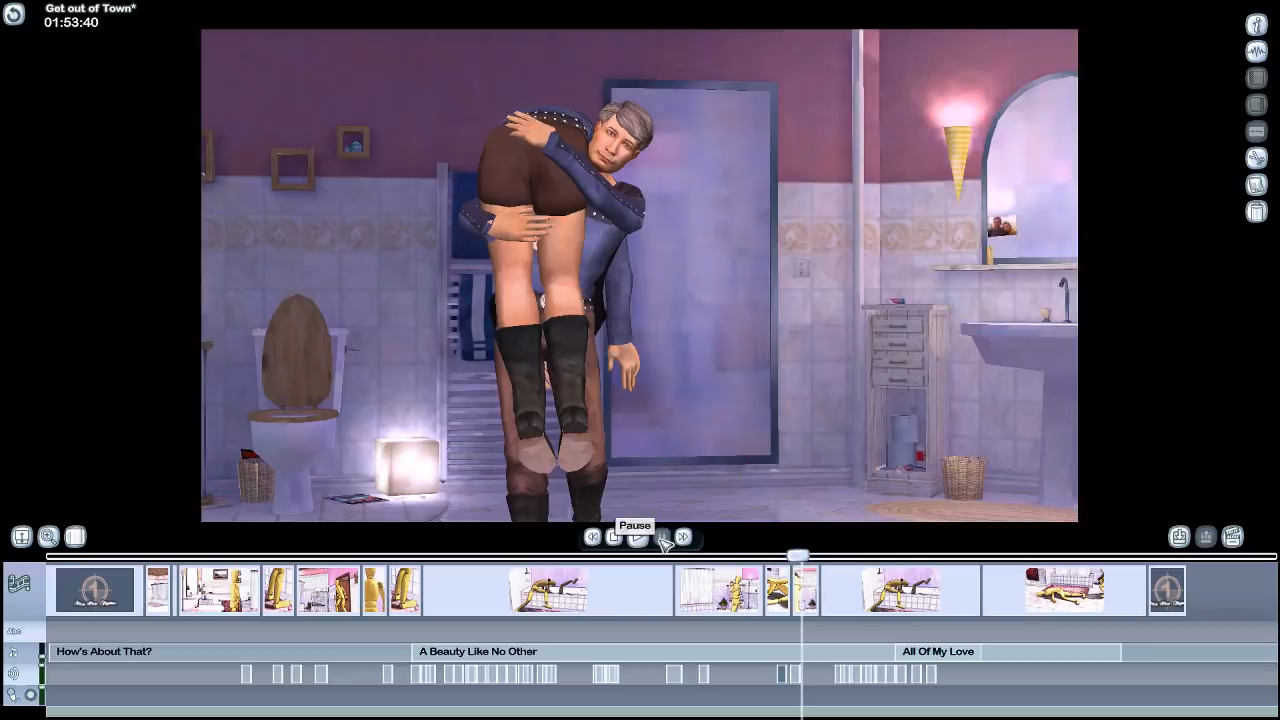 Get out of Town*
01:53:40
Pause
Abc
How's About That?
A Beauty Like No Other
All Of My Love